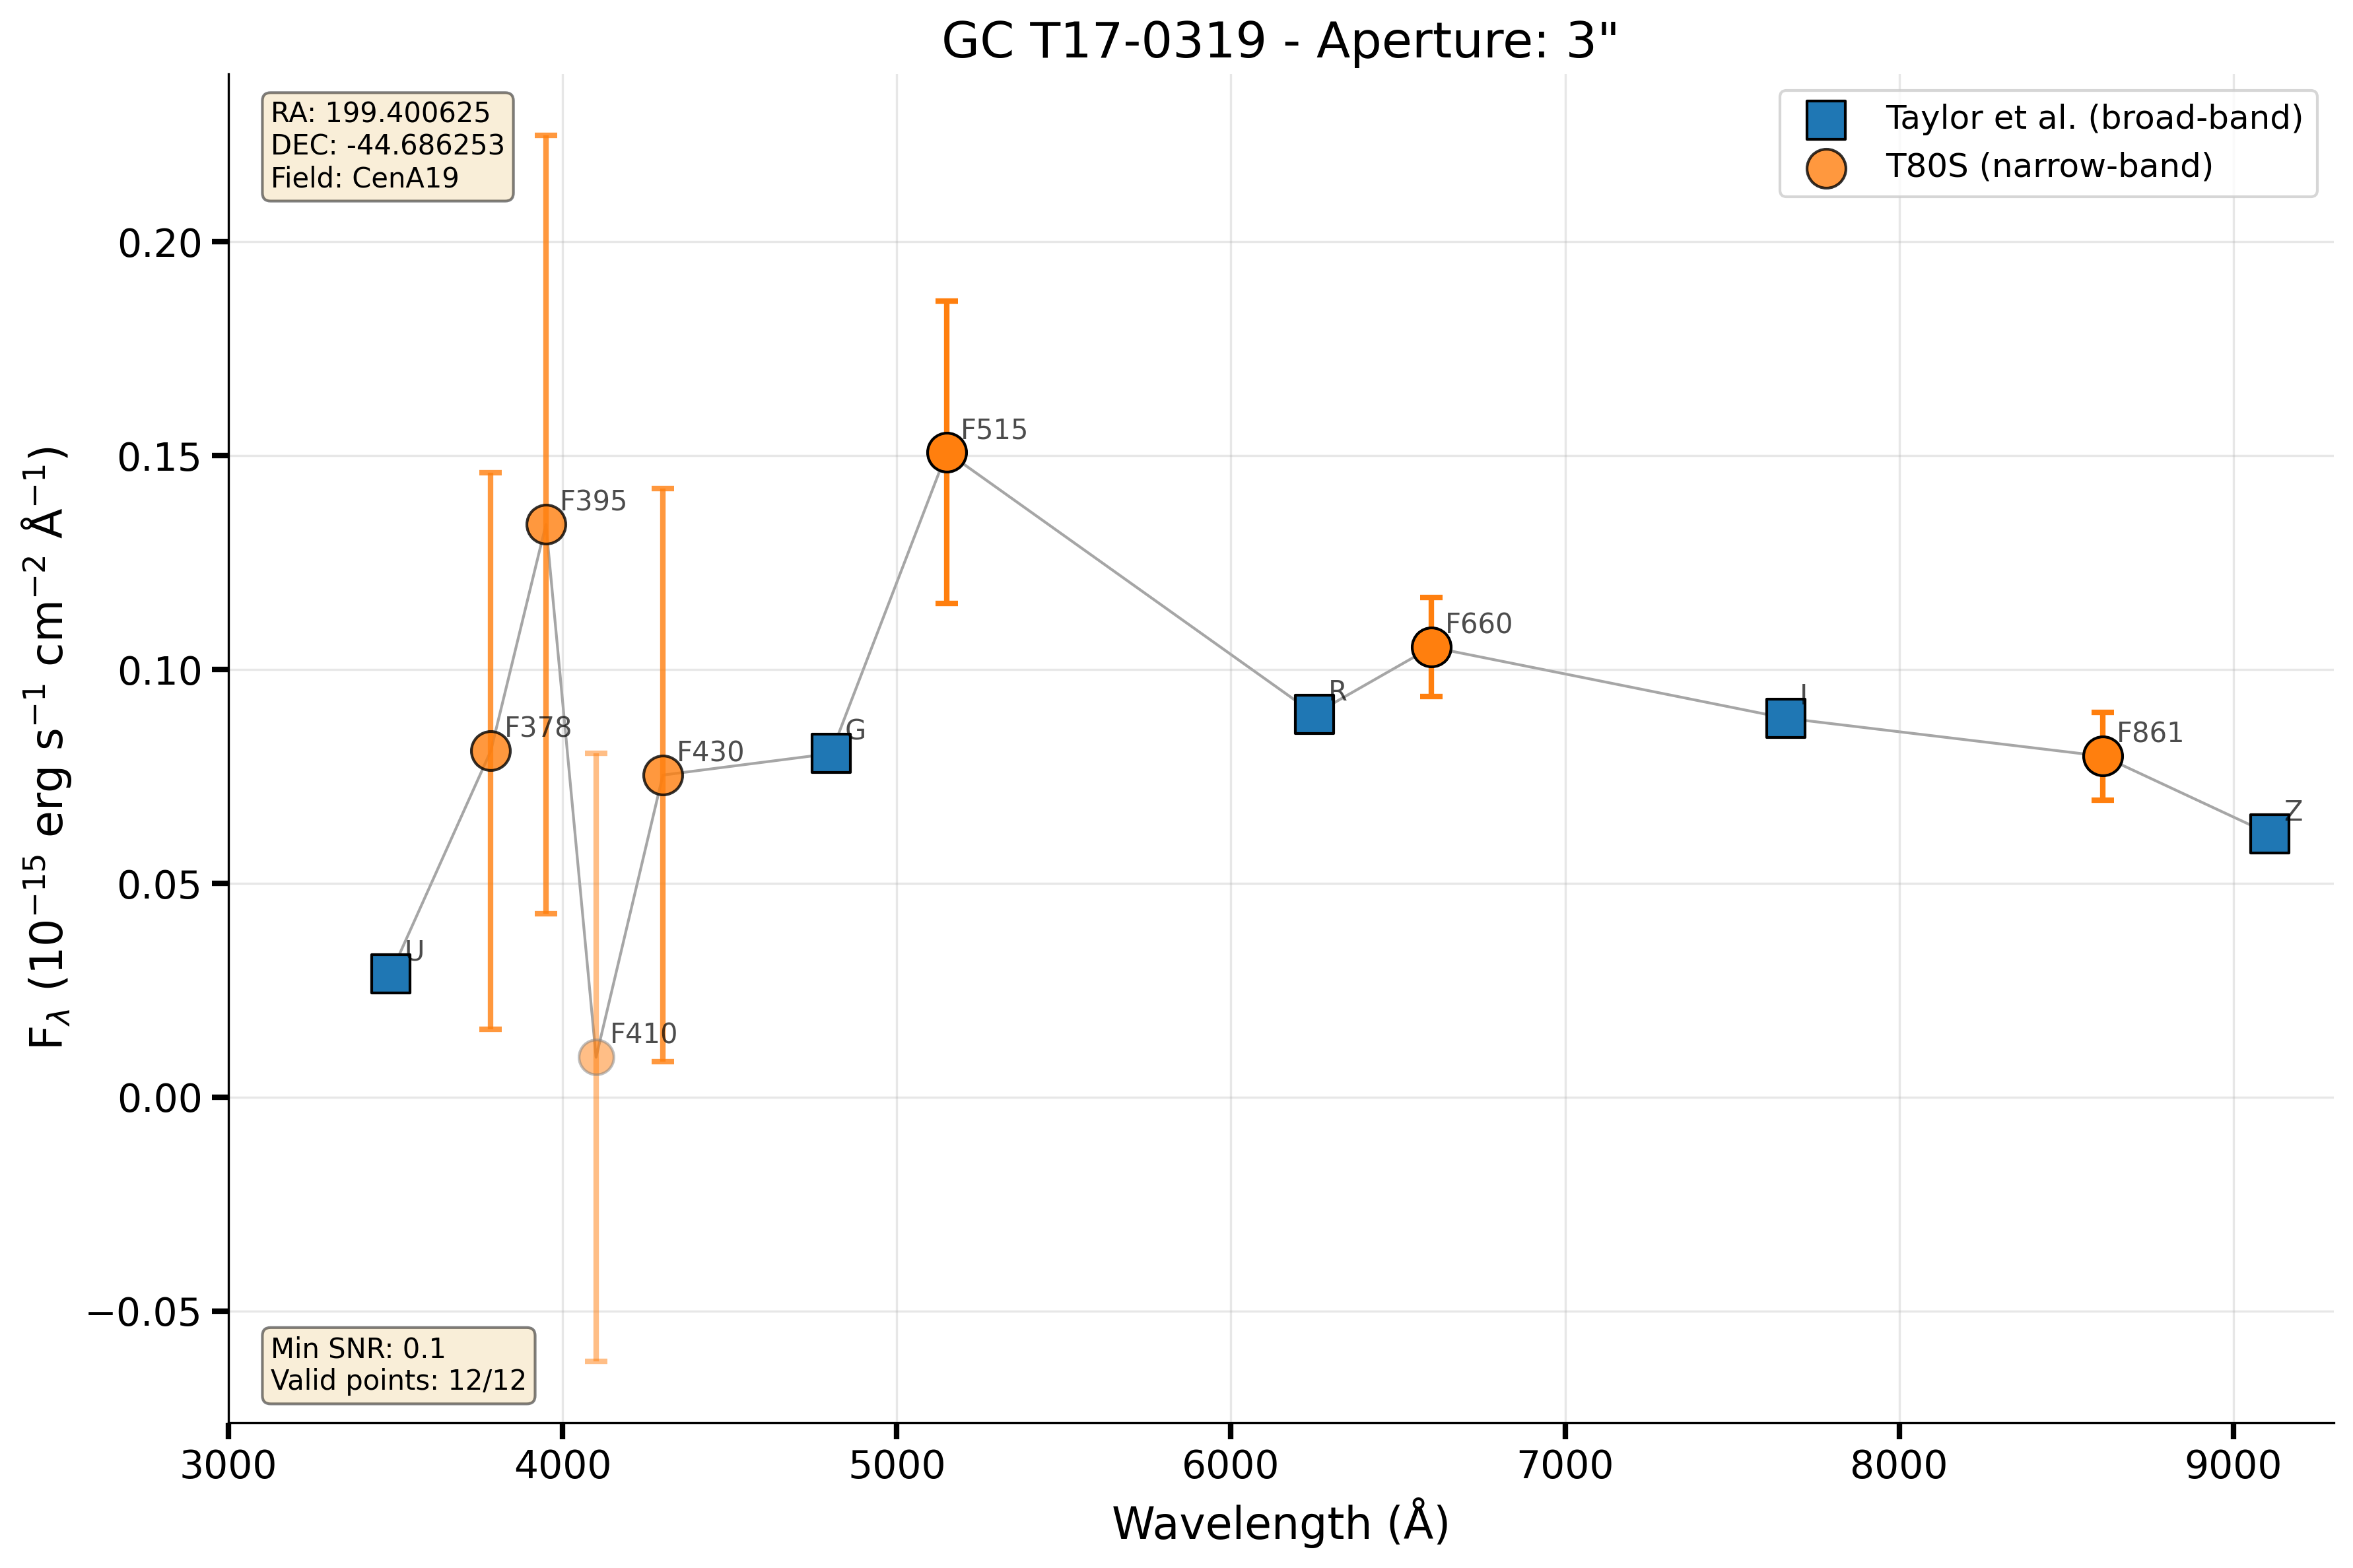 GC T17-0319 - Aperture: 3"
RA: 199.400625
DEC: -44.686253
Field: CenA19
Taylor et al. (broad-band)
T80S (narrow-band)
F_λ (10⁻¹⁵ erg s⁻¹ cm⁻² Å⁻¹)
0.20
0.15
0.10
0.05
0.00
−0.05
F515
F395
F660
F378
F430
G
R
I
F861
Z
U
F410
Min SNR: 0.1
Valid points: 12/12
3000
4000
5000
6000
7000
8000
9000
Wavelength (Å)